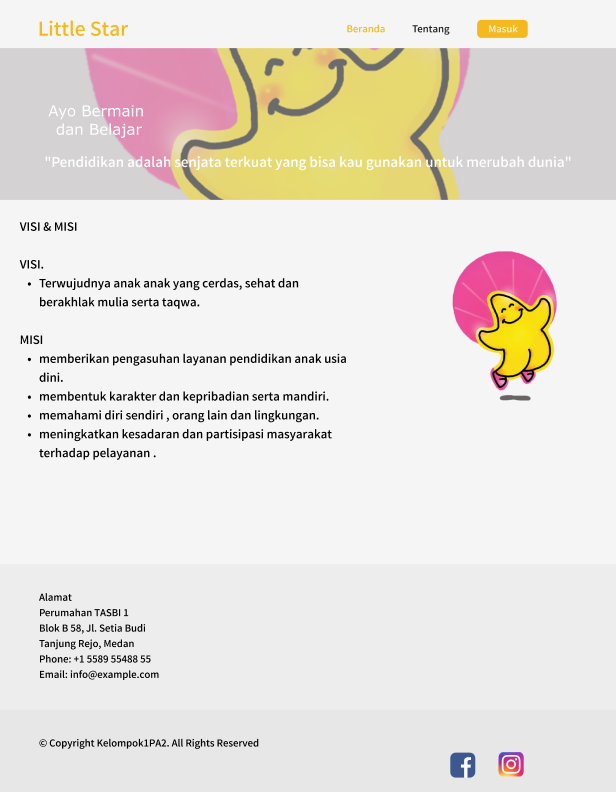 Little Star
Beranda
Tentang
Masuk
Ayo Bermain
dan Belajar
"Pendidikan adalah senjata terkuat yang bisa kau gunakan untuk merubah dunia"
VISI & MISI
VISI.
• Terwujudnya anak anak yang cerdas, sehat dan
berakhlak mulia serta taqwa.
MISI
• memberikan pengasuhan layanan pendidikan anak usia
dini.
• membentuk karakter dan kepribadian serta mandiri.
• memahami diri sendiri , orang lain dan lingkungan.
• meningkatkan kesadaran dan partisipasi masyarakat
terhadap pelayanan .
Alamat
Perumahan TASBI 1
Blok B 58, Jl. Setia Budi
Tanjung Rejo, Medan
Phone: +1 5589 55488 55
Email: info@example.com
© Copyright Kelompok1PA2. All Rights Reserved